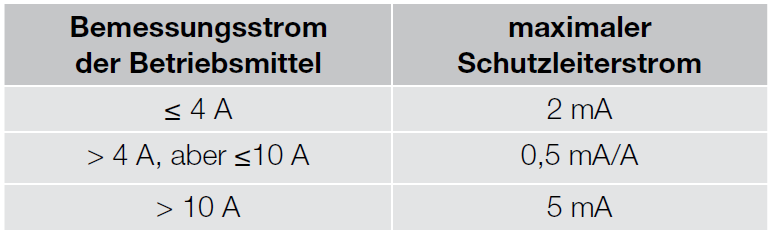 Bemessungsstrom
der Betriebsmittel
maximaler
Schutzleiterstrom
≤ 4 A
2 mA
> 4 A, aber ≤10 A
0,5 mA/A
> 10 A
5 mA